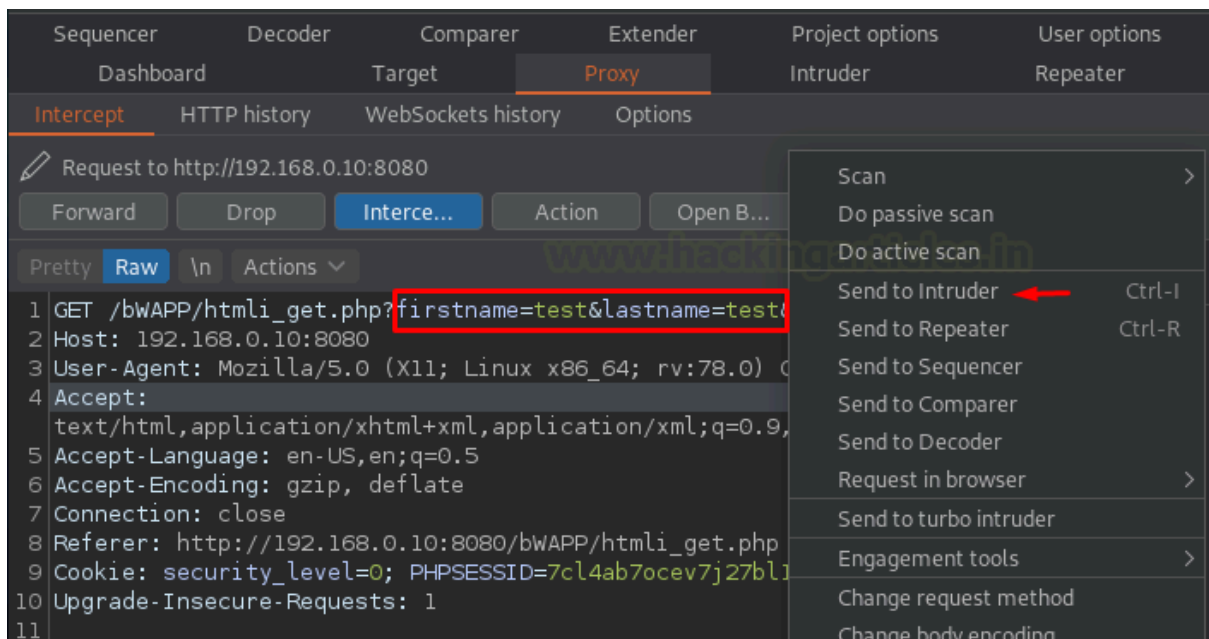 Sequencer Decoder Comparer Extender Project options User options
Dashboard Target Proxy Intruder Repeater
Intercept HTTP history WebSockets history Options
Request to http://192.168.0.10:8080
Forward Drop Interce... Action Open B...
Pretty Raw \n Actions
1 GET /bWAPP/htmli_get.php?firstname=test&lastname=test&
2 Host: 192.168.0.10:8080
3 User-Agent: Mozilla/5.0 (X11; Linux x86_64; rv:78.0)
4 Accept:
text/html,application/xhtml+xml,application/xml;q=0.9,
5 Accept-Language: en-US,en;q=0.5
6 Accept-Encoding: gzip, deflate
7 Connection: close
8 Referer: http://192.168.0.10:8080/bWAPP/htmli_get.php
9 Cookie: security_level=0; PHPSESSID=7cl4ab7ocev7j27bl
10 Upgrade-Insecure-Requests: 1
11
Scan
Do passive scan
Do active scan
Send to Intruder Ctrl-I
Send to Repeater Ctrl-R
Send to Sequencer
Send to Comparer
Send to Decoder
Request in browser
Send to turbo intruder
Engagement tools
Change request method
Change body encoding
www.hackingarticles.in